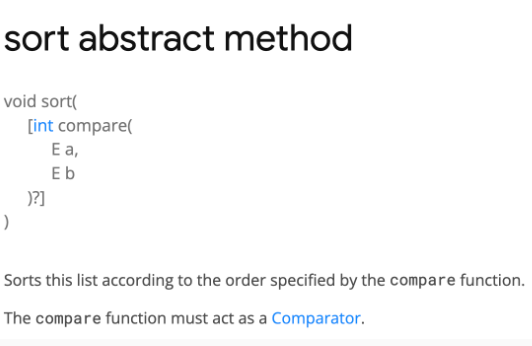 sort abstract method
void sort(
[int compare(
E a,
E b
)?]
)
Sorts this list according to the order specified by the compare function.
The compare function must act as a Comparator.